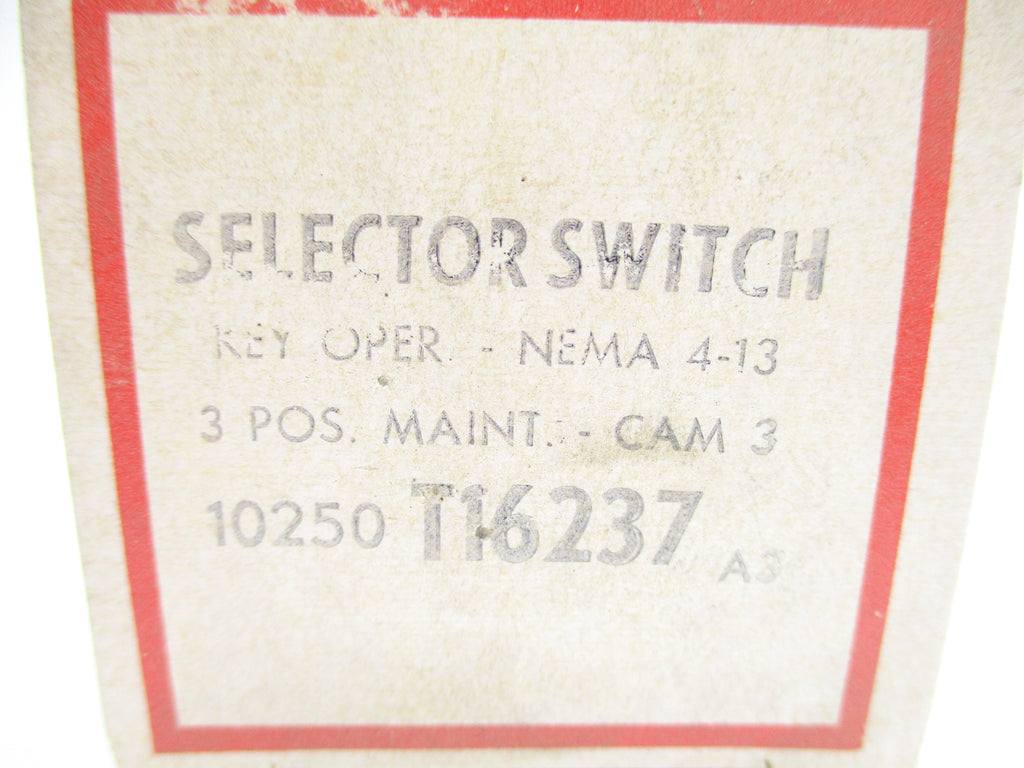 SELECTOR SWITCH
KEY OPER. - NEMA 4-13
3 POS. MAINT. - CAM 3
10250 T16237 A3